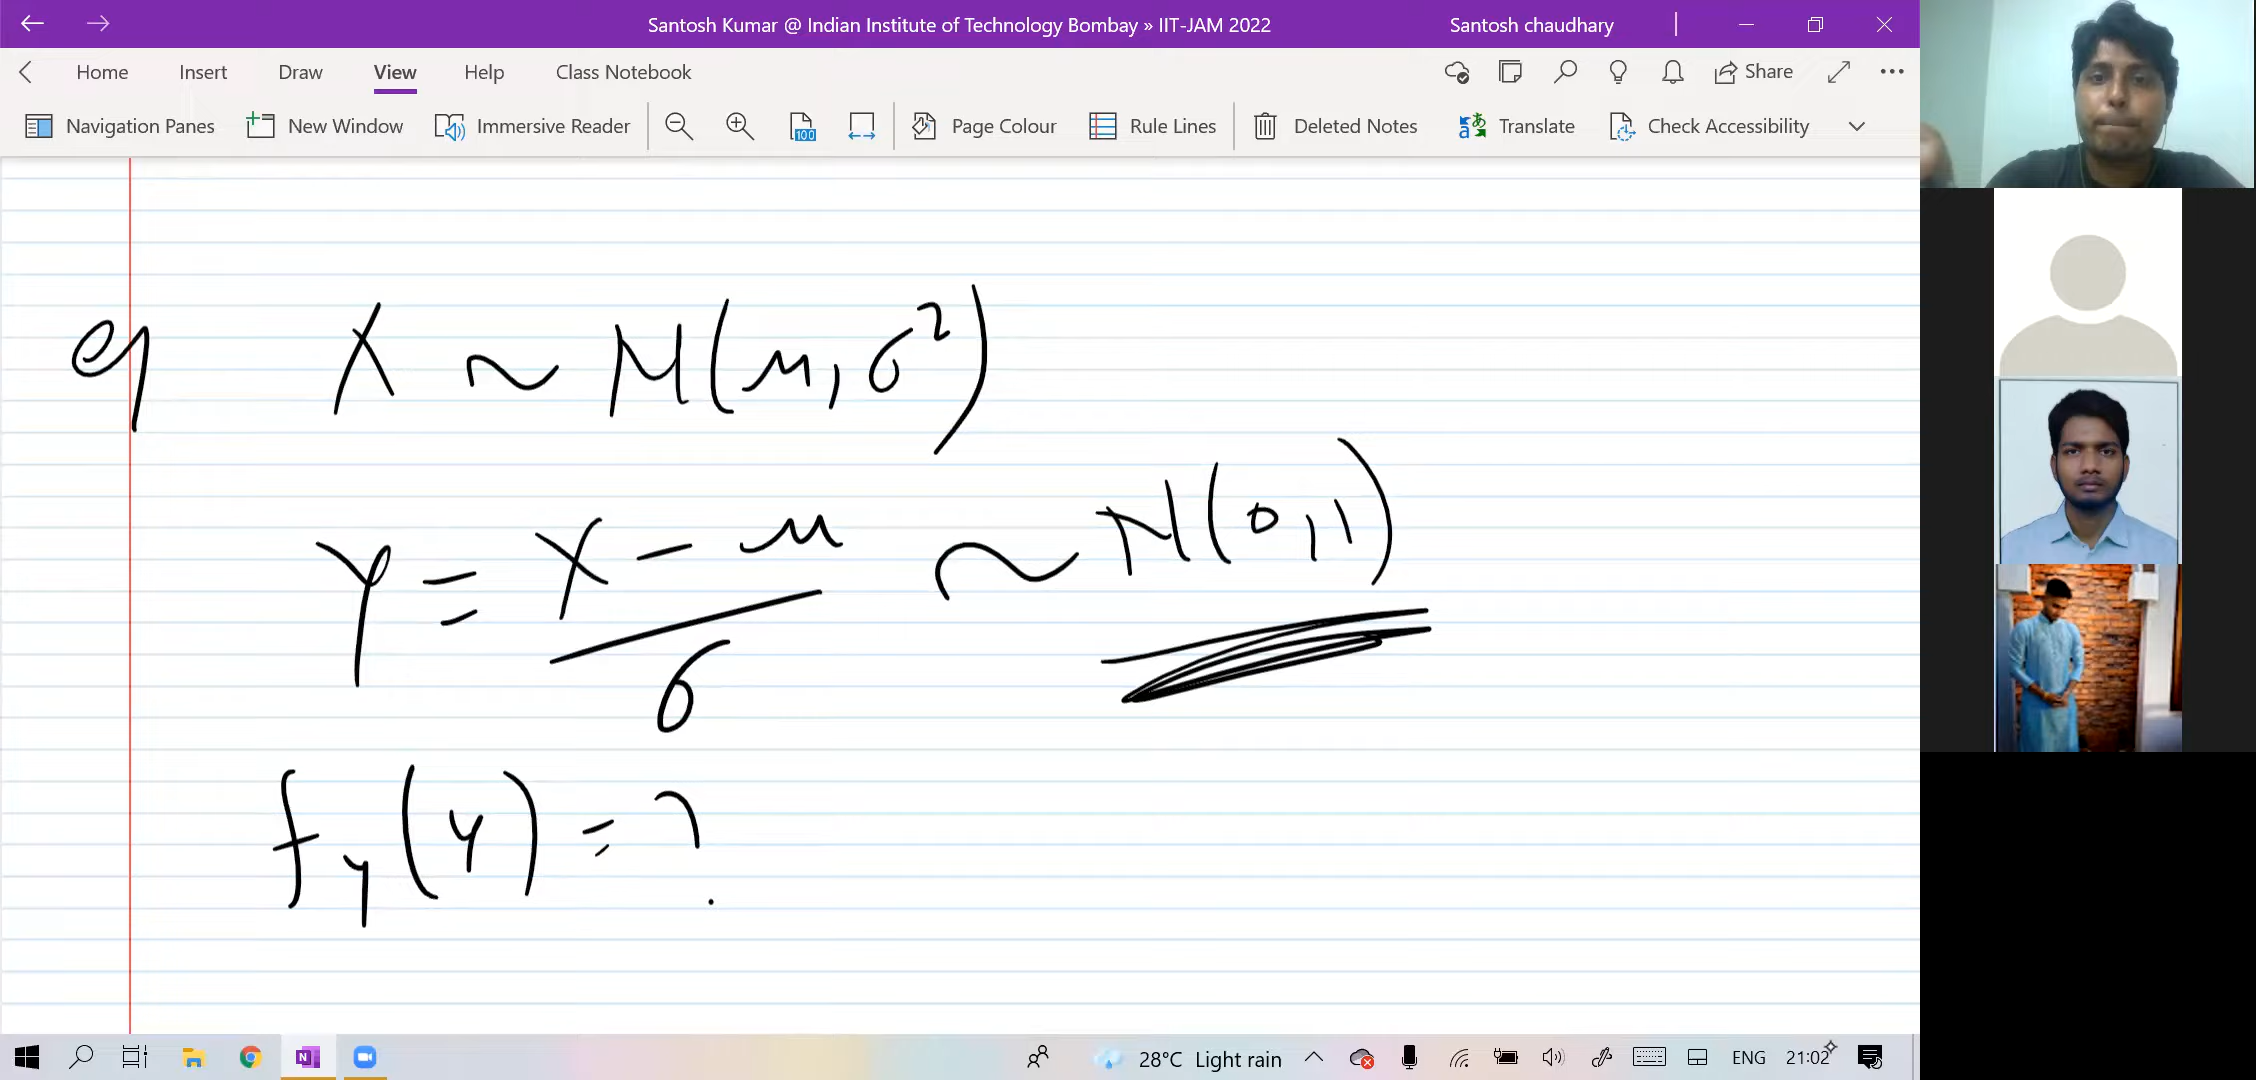 Santosh Kumar @ Indian Institute of Technology Bombay » IIT-JAM 2022 Santosh chaudhary
Home Insert Draw View Help Class Notebook Share
Navigation Panes New Window Immersive Reader 100 Page Colour Rule Lines Deleted Notes Translate Check Accessibility
eg X ~ N(μ, σ²)
Y = X - μ / σ ~ N(0,1)
f_Y(y) = ?
28°C Light rain ENG 21:02